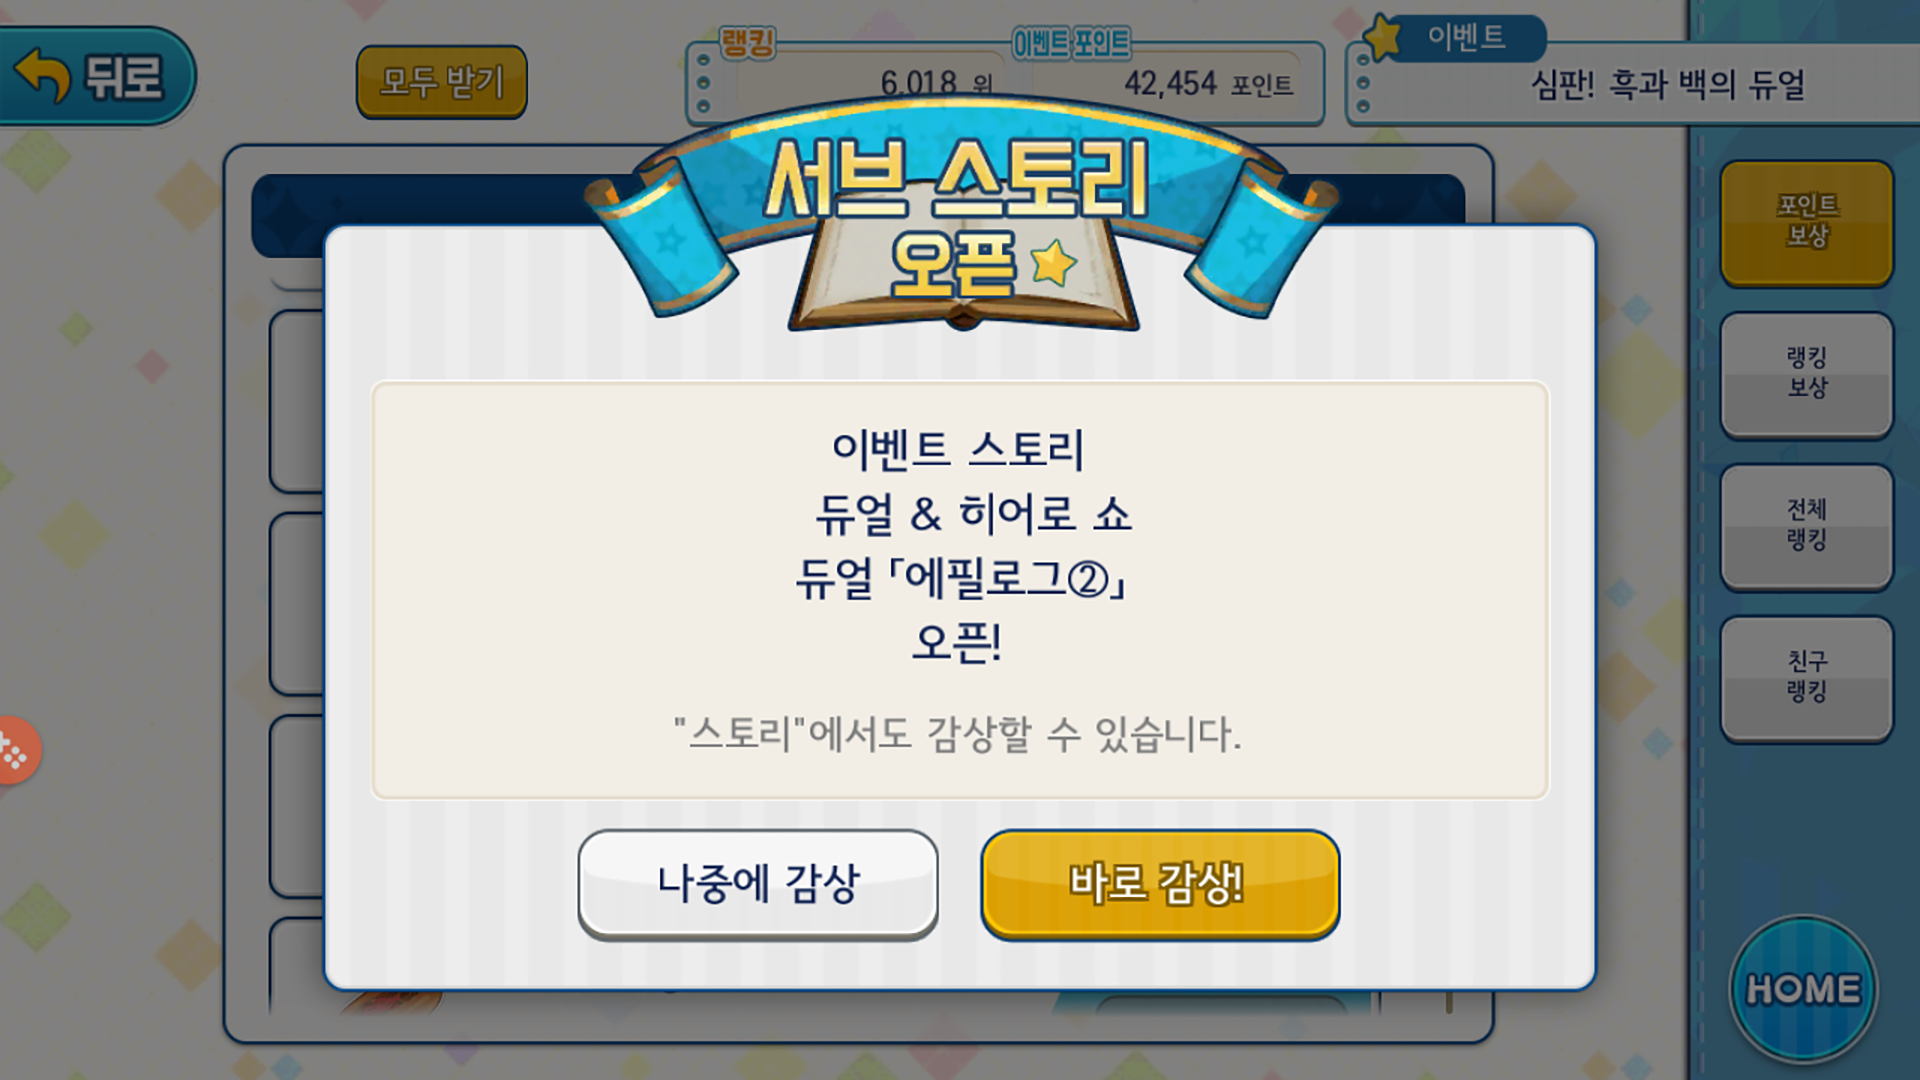 뒤로
모두 받기
랭킹
6,018 위
이벤트 포인트
42,454 포인트
이벤트
심판! 흑과 백의 듀얼
서브 스토리
오픈
이벤트 스토리
듀얼 & 히어로 쇼
듀얼 「에필로그②」
오픈!
"스토리"에서도 감상할 수 있습니다.
나중에 감상
바로 감상!
포인트
보상
랭킹
보상
전체
랭킹
친구
랭킹
HOME